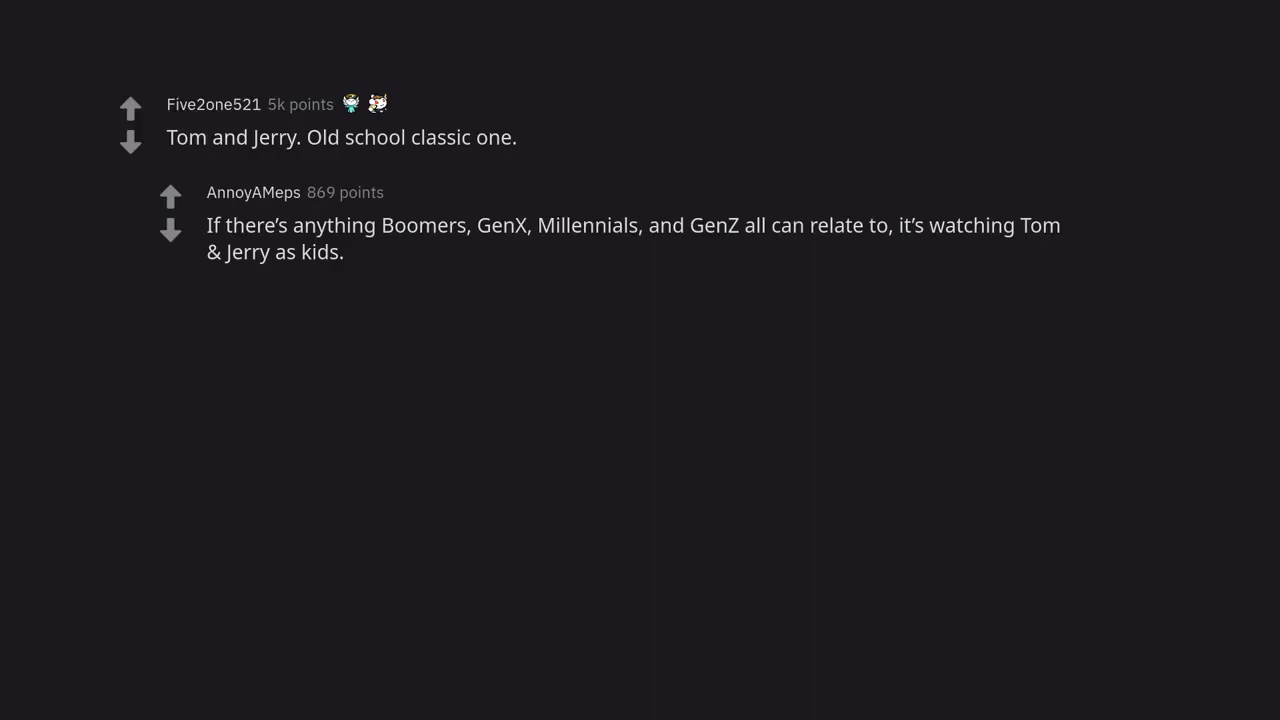 Five2one521 5k points
Tom and Jerry. Old school classic one.
AnnoyAMeps 869 points
If there’s anything Boomers, GenX, Millennials, and GenZ all can relate to, it’s watching Tom
& Jerry as kids.